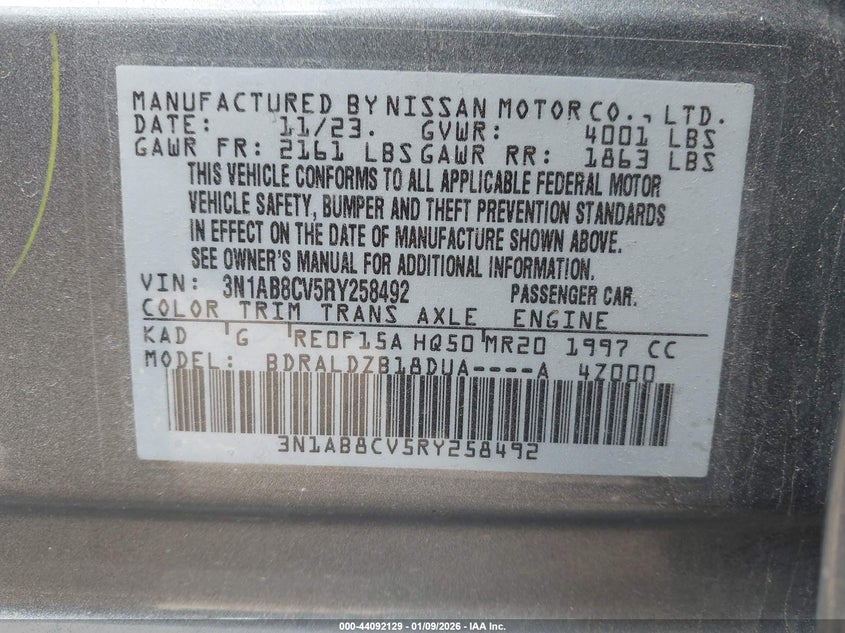 MANUFACTURED BY NISSAN MOTOR CO., LTD.
DATE: 11/23. GVWR: 4001 LBS
GAWR FR: 2161 LBS GAWR RR: 1863 LBS
THIS VEHICLE CONFORMS TO ALL APPLICABLE FEDERAL MOTOR
VEHICLE SAFETY, BUMPER AND THEFT PREVENTION STANDARDS
IN EFFECT ON THE DATE OF MANUFACTURE SHOWN ABOVE.
SEE OWNER'S MANUAL FOR ADDITIONAL INFORMATION.
VIN: 3N1AB8CV5RY258492 PASSENGER CAR.
COLOR TRIM TRANS AXLE ENGINE
KAD G RE0F15A HQ50 MR20 1997 CC
MODEL: BDRALDZB18DUA----A 4Z000
3N1AB8CV5RY258492
000-44092129 - 01/09/2026 - IAA Inc.